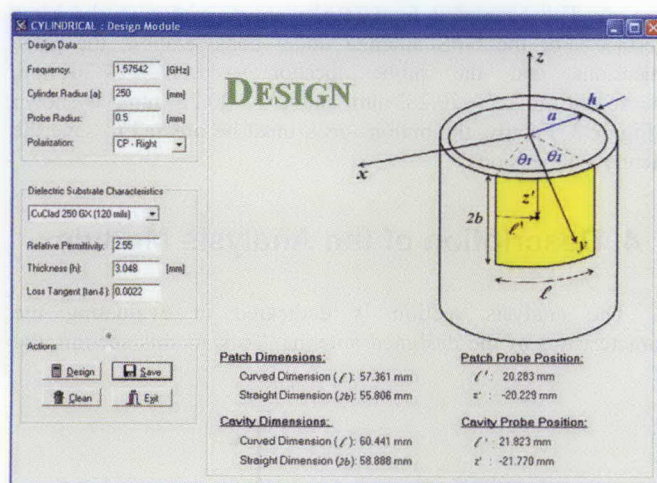 CYLINDRICAL : Design Module
Design Data
Frequency: 1.57542 [GHz]
Cylinder Radius (a): 250 [mm]
Probe Radius: 0.5 [mm]
Polarization: CP - Right
Dielectric Substrate Characteristics
CuClad 250 GX (120 mils)
Relative Permittivity: 2.55
Thickness (h): 3.048 [mm]
Loss Tangent (tan δ): 0.0022
Actions
Design Save
Clean Exit
DESIGN
z
h
a
θ1 θ2
x
z'
2b
ℓ'
y
ℓ
Patch Dimensions:
Curved Dimension (ℓ): 57.361 mm
Straight Dimension (2b): 55.806 mm
Cavity Dimensions:
Curved Dimension (ℓ): 60.441 mm
Straight Dimension (2b): 58.888 mm
Patch Probe Position:
ℓ' : 20.283 mm
z' : -20.229 mm
Cavity Probe Position:
ℓ' : 21.823 mm
z' : -21.770 mm